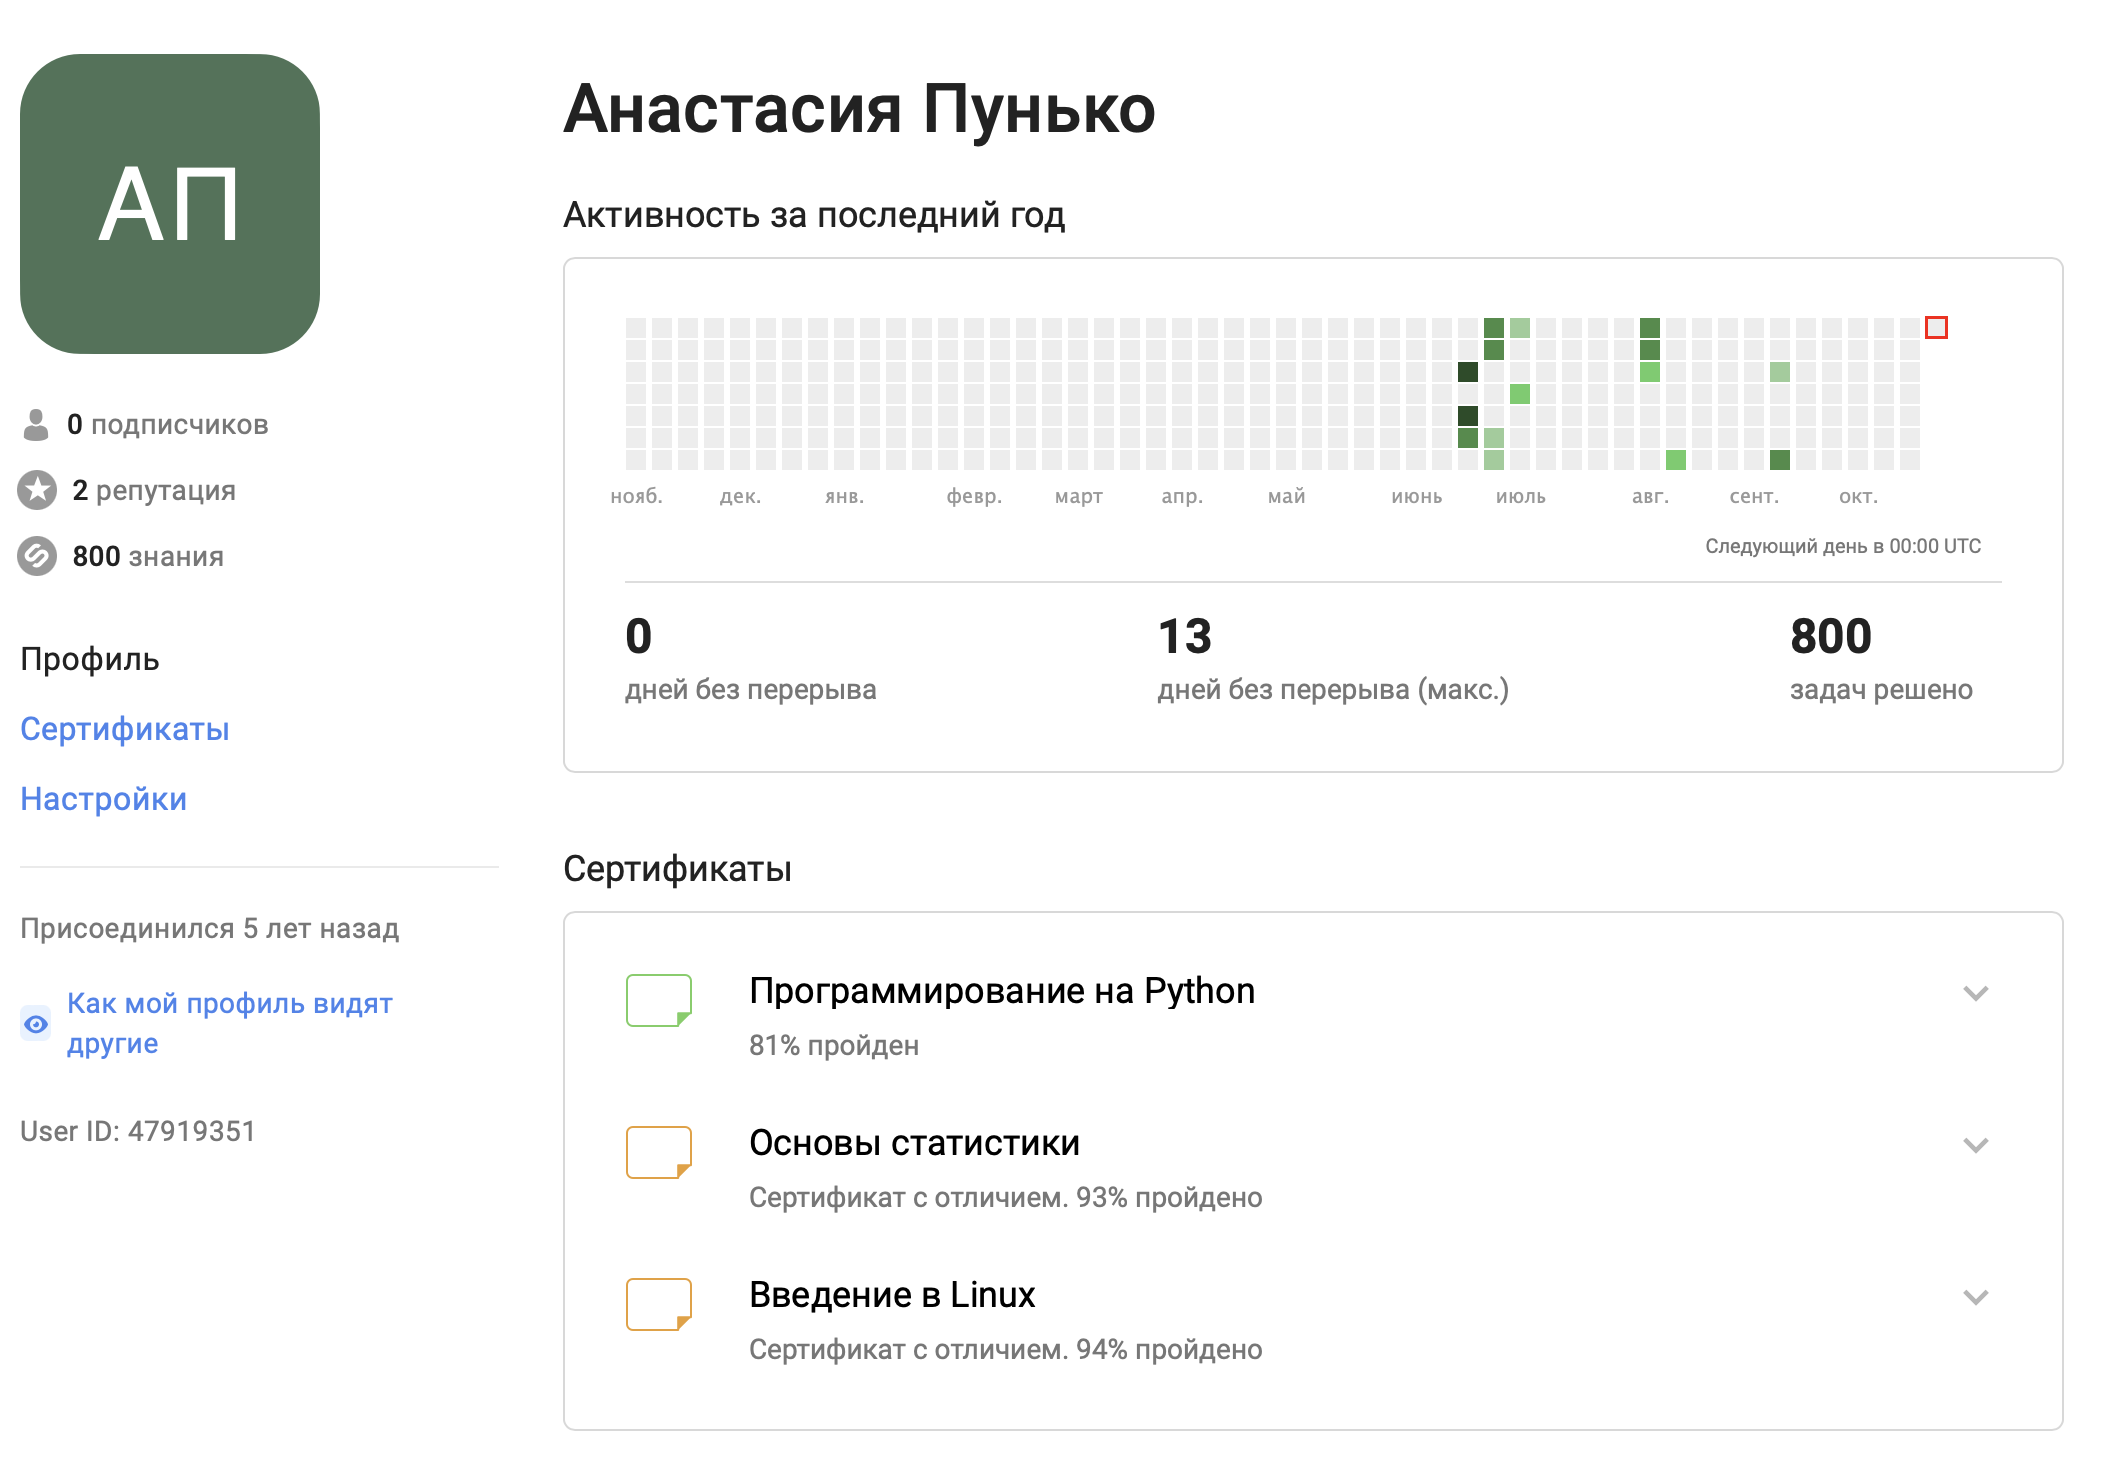 АП
0 подписчиков
2 репутация
800 знания
Профиль
Сертификаты
Настройки
Присоединился 5 лет назад
Как мой профиль видят
другие
User ID: 47919351
Анастасия Пунько
Активность за последний год
нояб. дек. янв. февр. март апр. май июнь июль авг. сент. окт.
Следующий день в 00:00 UTC
0
дней без перерыва
13
дней без перерыва (макс.)
800
задач решено
Сертификаты
Программирование на Python
81% пройден
Основы статистики
Сертификат с отличием. 93% пройдено
Введение в Linux
Сертификат с отличием. 94% пройдено